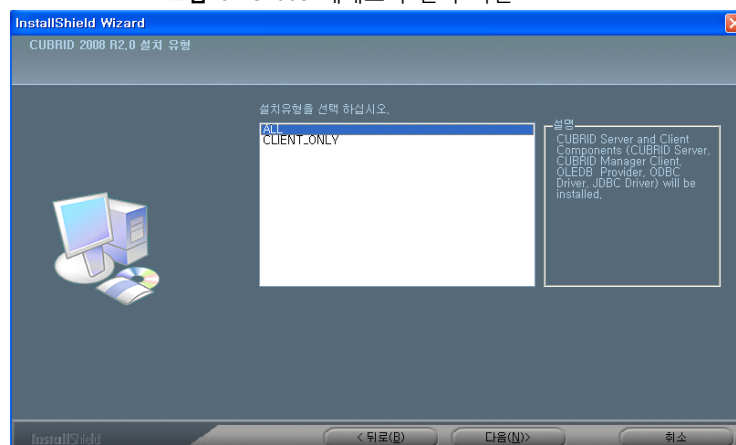 InstallShield Wizard
CUBRID 2008 R2.0 설치 유형
설치유형을 선택 하십시오.
ALL
CLIENT_ONLY
설명
CUBRID Server and Client
Components (CUBRID Server,
CUBRID Manager Client,
OLEDB Provider, ODBC
Driver, JDBC Driver) will be
installed.
InstallShield
< 뒤로(B)
다음(N)>
취소